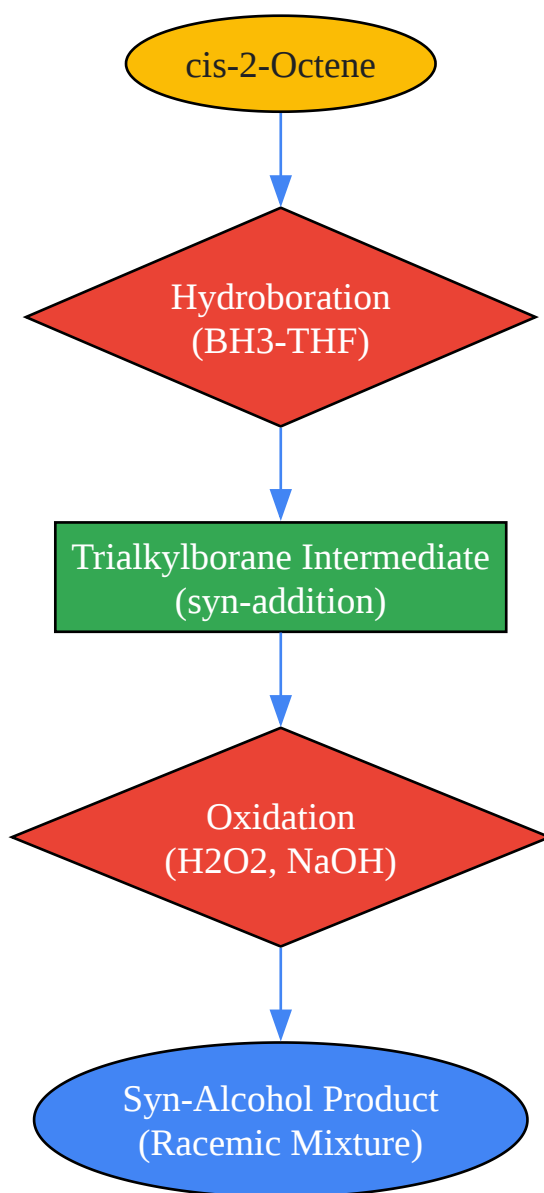 cis-2-Octene
Hydroboration
(BH3-THF)
Trialkylborane Intermediate
(syn-addition)
Oxidation
(H2O2, NaOH)
Syn-Alcohol Product
(Racemic Mixture)